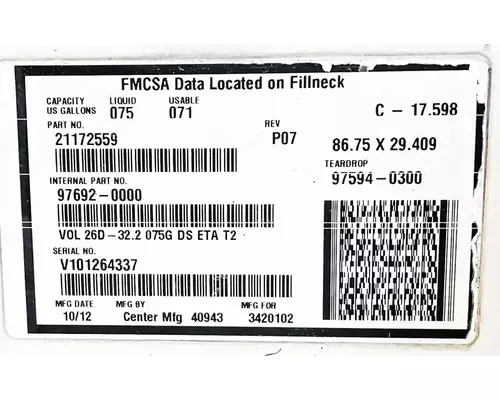 FMCSA Data Located on Fillneck
CAPACITY LIQUID USABLE
US GALLONS 075 071
C - 17.598
PART NO. REV
21172559 P07
86.75 X 29.409
TEARDROP
INTERNAL PART NO.
97594-0300
97692-0000
VOL 26D-32.2 075G DS ETA T2
SERIAL NO.
V101264337
MFG DATE MFG BY MFG FOR
10/12 Center Mfg 40943 3420102